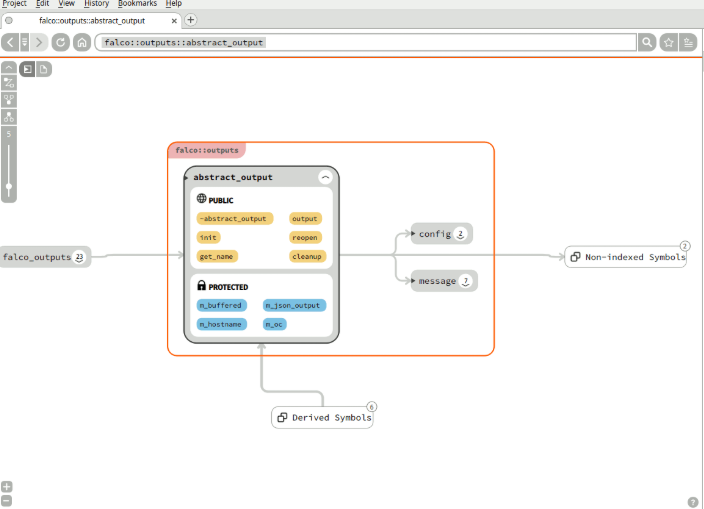 Project Edit View History Bookmarks Help
falco::outputs::abstract_output
falco::outputs::abstract_output
5
falco::outputs
abstract_output
PUBLIC
~abstract_output output
init reopen
get_name cleanup
PROTECTED
m_buffered m_json_output
m_hostname m_oc
falco_outputs 23
config 2
message 7
Non-indexed Symbols 2
Derived Symbols 6
?